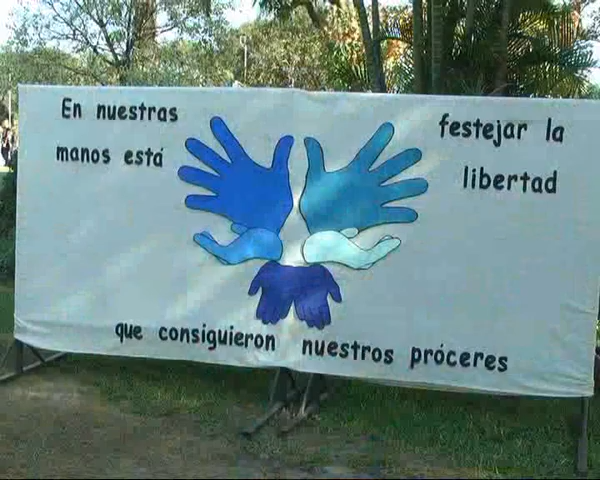 En nuestras
manos está
festejar la
libertad
que consiguieron nuestros próceres